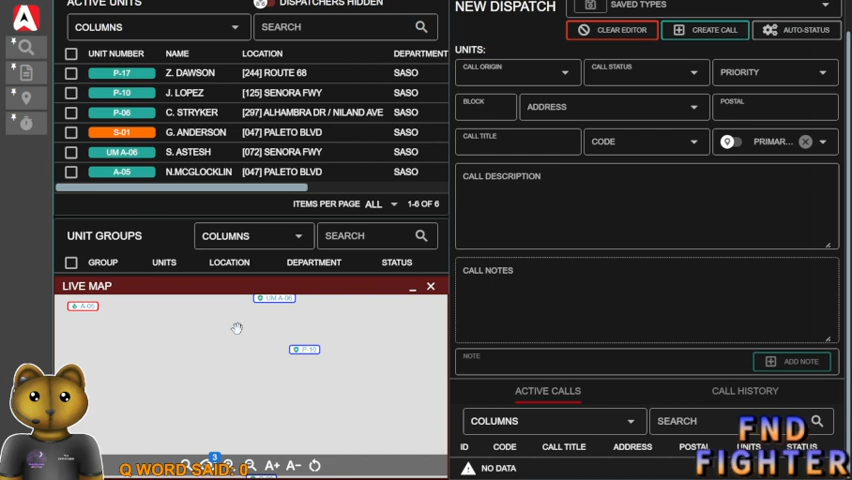 ACTIVE UNITS
DISPATCHERS HIDDEN
COLUMNS
SEARCH
UNIT NUMBER NAME LOCATION DEPARTMENT
P-17 Z. DAWSON [244] ROUTE 68 SASO
P-10 J. LOPEZ [125] SENORA FWY SASO
P-06 C. STRYKER [297] ALHAMBRA DR / NILAND AVE SASO
S-01 G. ANDERSON [047] PALETO BLVD SASO
UM A-06 S. ASTESH [072] SENORA FWY SASO
A-05 N.MCGLOCKLIN [047] PALETO BLVD SASO
ITEMS PER PAGE ALL 1-6 OF 6
UNIT GROUPS COLUMNS SEARCH
GROUP UNITS LOCATION DEPARTMENT STATUS
LIVE MAP
UM A-06
A-05
P-10
3
A+ A-
Q WORD SAID: 0
NEW DISPATCH
SAVED TYPES
CLEAR EDITOR CREATE CALL AUTO-STATUS
UNITS:
CALL ORIGIN CALL STATUS PRIORITY
BLOCK ADDRESS POSTAL
CALL TITLE CODE PRIMAR...
CALL DESCRIPTION
CALL NOTES
NOTE ADD NOTE
ACTIVE CALLS CALL HISTORY
COLUMNS SEARCH
ID CODE CALL TITLE ADDRESS POSTAL UNITS STATUS
NO DATA
FND
FIGHTER